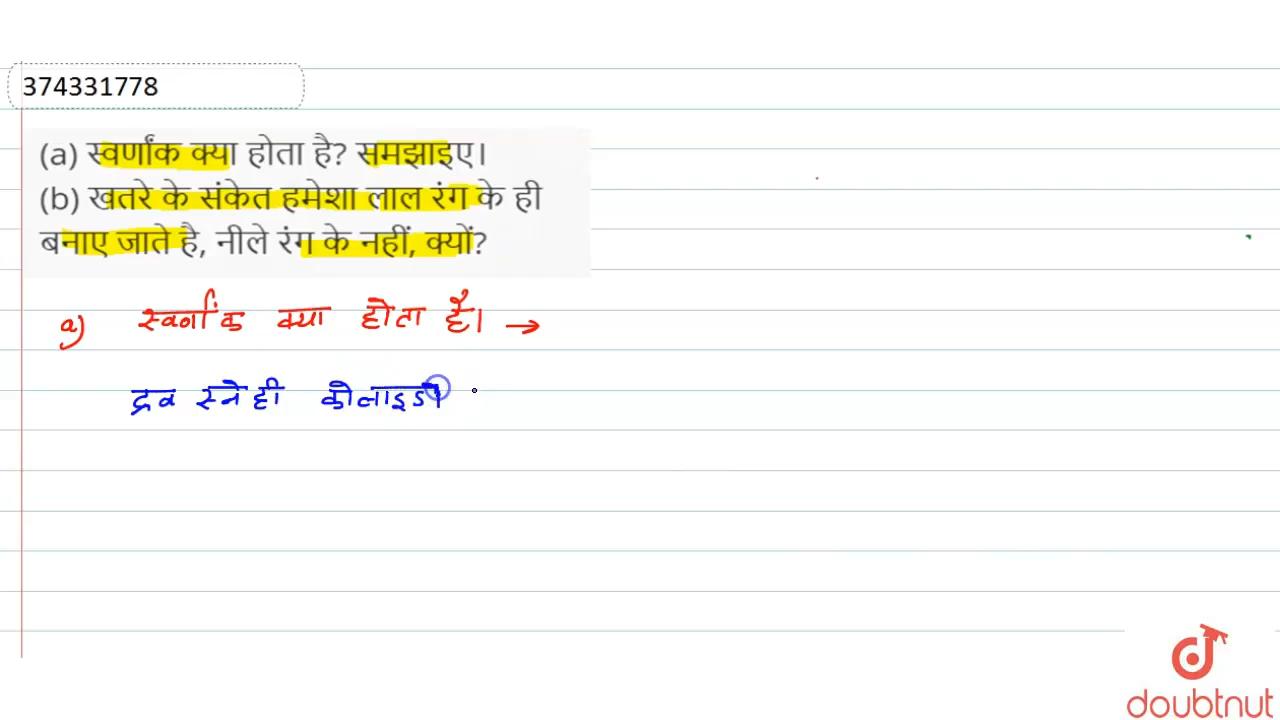 374331778
(a) स्वर्णांक क्या होता है? समझाइए।
(b) खतरे के संकेत हमेशा लाल रंग के ही
बनाए जाते है, नीले रंग के नहीं, क्यों?
a) स्वर्णांक क्या होता है। →
द्रव स्नेही कोलाइडो
doubtnut